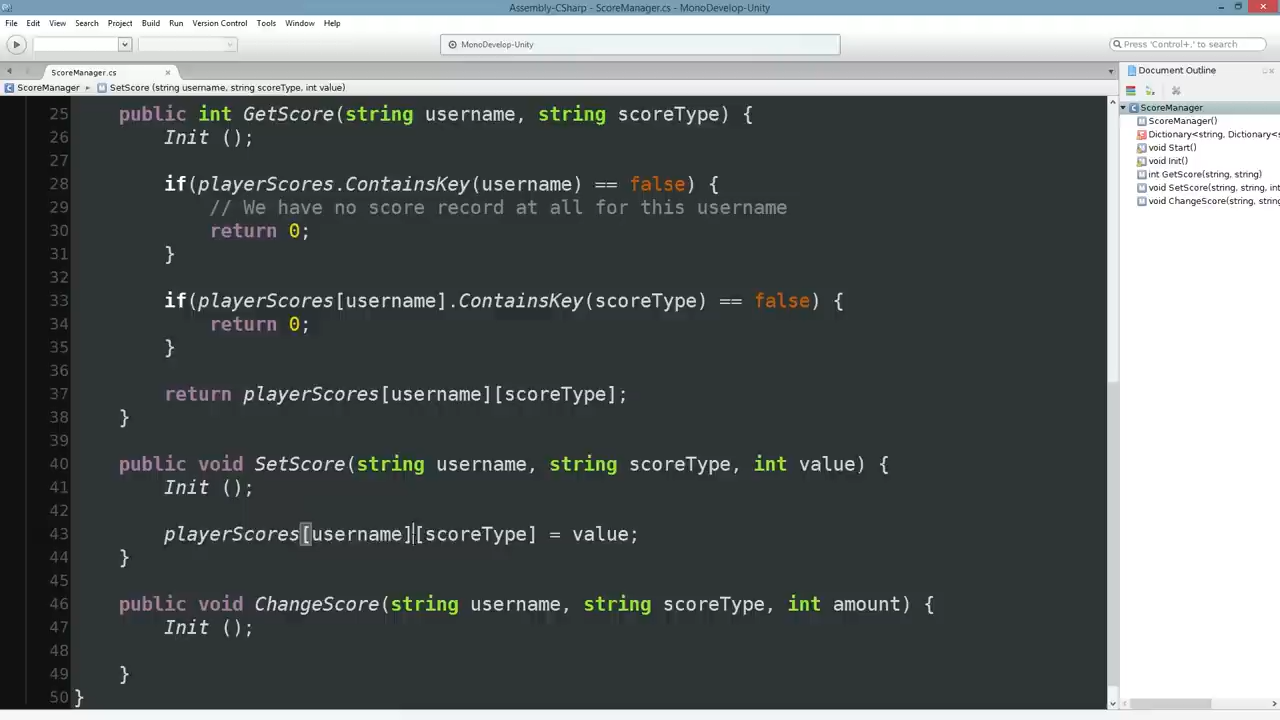 Assembly-CSharp - ScoreManager.cs - MonoDevelop-Unity
File Edit View Search Project Build Run Version Control Tools Window Help
MonoDevelop-Unity
Press 'Control+,' to search
ScoreManager.cs
Document Outline
ScoreManager
SetScore (string username, string scoreType, int value)
25 public int GetScore(string username, string scoreType) {
26 Init ();
27
28 if(playerScores.ContainsKey(username) == false) {
29 // We have no score record at all for this username
30 return 0;
31 }
32
33 if(playerScores[username].ContainsKey(scoreType) == false) {
34 return 0;
35 }
36
37 return playerScores[username][scoreType];
38 }
39
40 public void SetScore(string username, string scoreType, int value) {
41 Init ();
42
43 playerScores[username][scoreType] = value;
44 }
45
46 public void ChangeScore(string username, string scoreType, int amount) {
47 Init ();
48
49 }
50 }
ScoreManager
ScoreManager()
Dictionary<string, Dictionary<s
void Start()
void Init()
int GetScore(string, string)
void SetScore(string, string, int
void ChangeScore(string, string